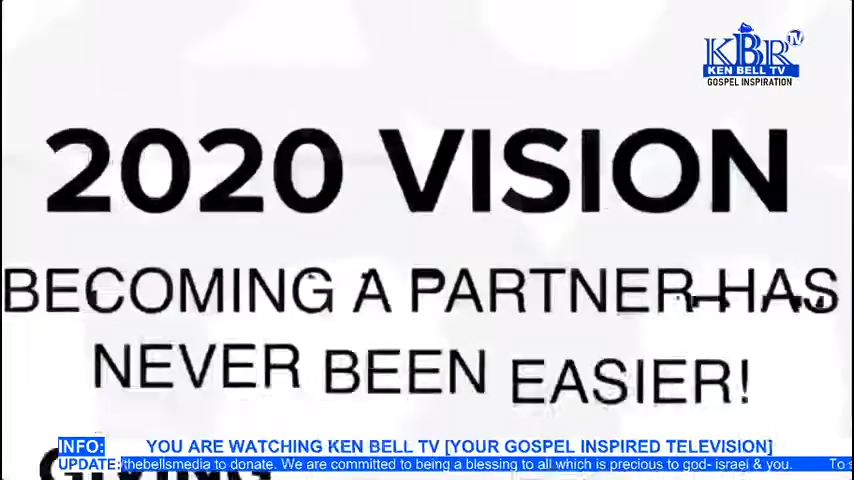 KBR TV
KEN BELL TV
GOSPEL INSPIRATION
2020 VISION
BECOMING A PARTNER HAS
NEVER BEEN EASIER!
GIVING
INFO: YOU ARE WATCHING KEN BELL TV [YOUR GOSPEL INSPIRED TELEVISION]
UPDATE: /thebellsmedia to donate. We are committed to being a blessing to all which is precious to god- israel & you. To